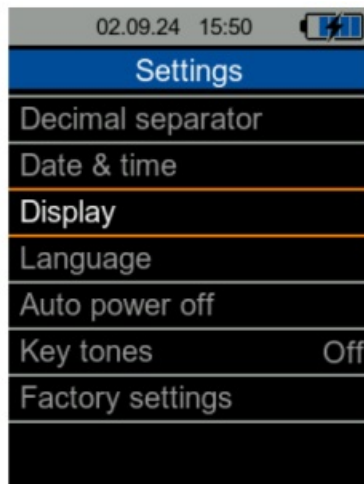 02.09.24 15:50
Settings
Decimal separator
Date & time
Display
Language
Auto power off
Key tones Off
Factory settings